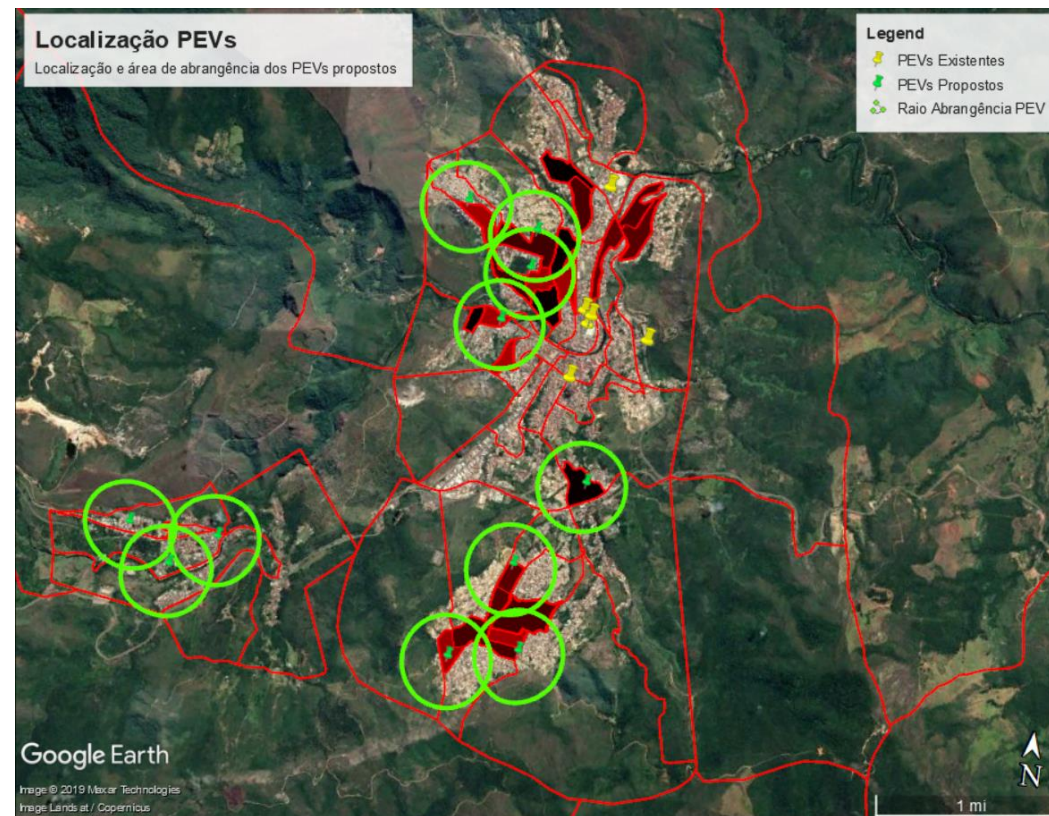 Localização PEVs
Localização e área de abrangência dos PEVs propostos
Legend
PEVs Existentes
PEVs Propostos
Raio Abrangência PEV
Google Earth
Image © 2019 Maxar Technologies
Image Landsat / Copernicus
N
1 mi